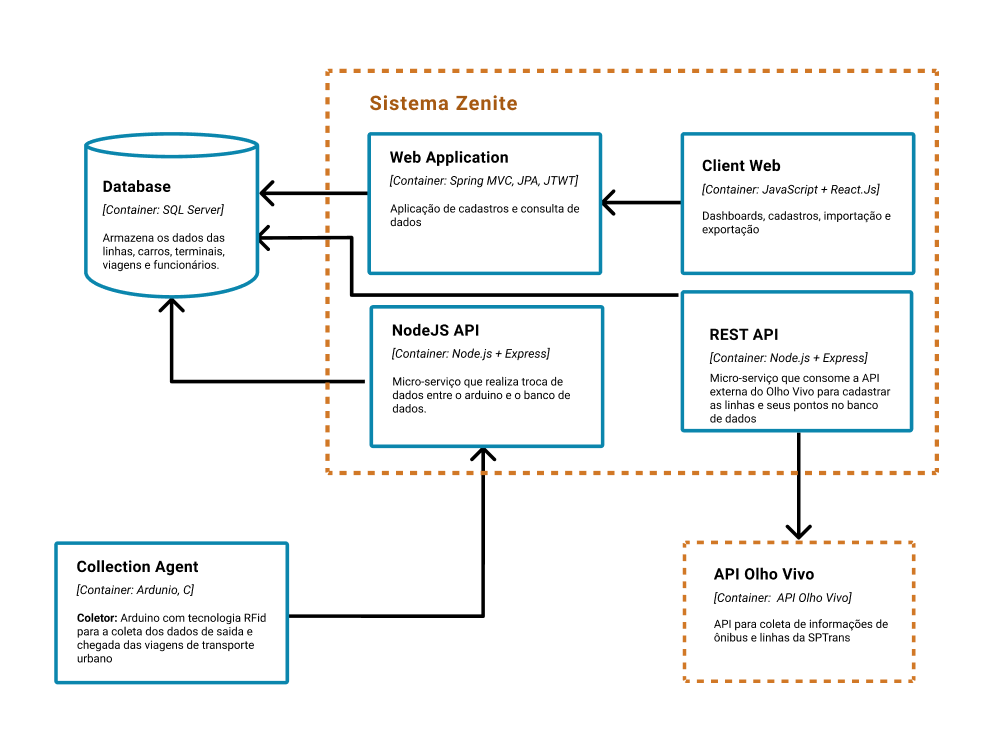 Sistema Zenite
Database
[Container: SQL Server]
Armazena os dados das
linhas, carros, terminais,
viagens e funcionários.
Web Application
[Container: Spring MVC, JPA, JTWT]
Aplicação de cadastros e consulta de
dados
Client Web
[Container: JavaScript + React.Js]
Dashboards, cadastros, importação e
exportação
NodeJS API
[Container: Node.js + Express]
Micro-serviço que realiza troca de
dados entre o arduino e o banco de
dados.
REST API
[Container: Node.js + Express]
Micro-serviço que consome a API
externa do Olho Vivo para cadastrar
as linhas e seus pontos no banco
de dados
Collection Agent
[Container: Ardunio, C]
Coletor: Arduino com tecnologia RFid
para a coleta dos dados de saida e
chegada das viagens de transporte
urbano
API Olho Vivo
[Container: API Olho Vivo]
API para coleta de informações de
ônibus e linhas da SPTrans